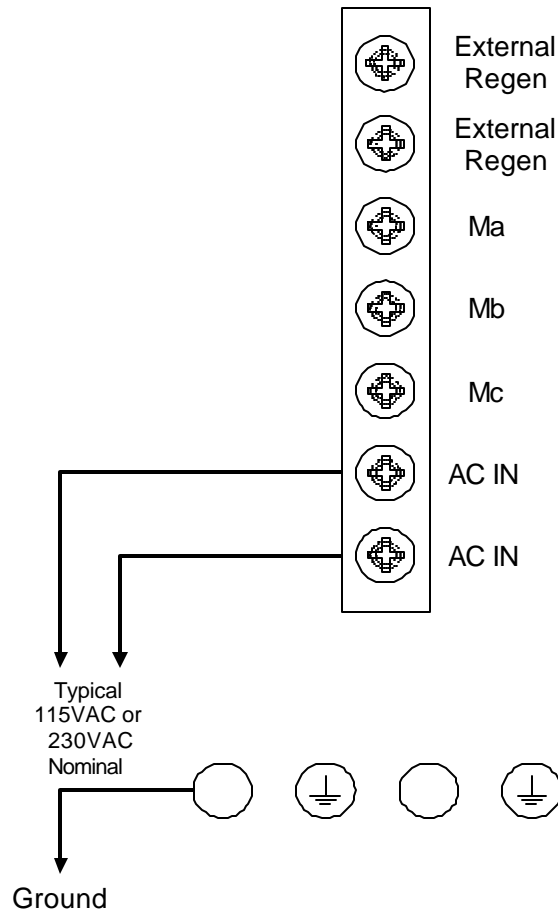 External
Regen
External
Regen
Ma
Mb
Mc
AC IN
AC IN
Typical
115VAC or
230VAC
Nominal
Ground